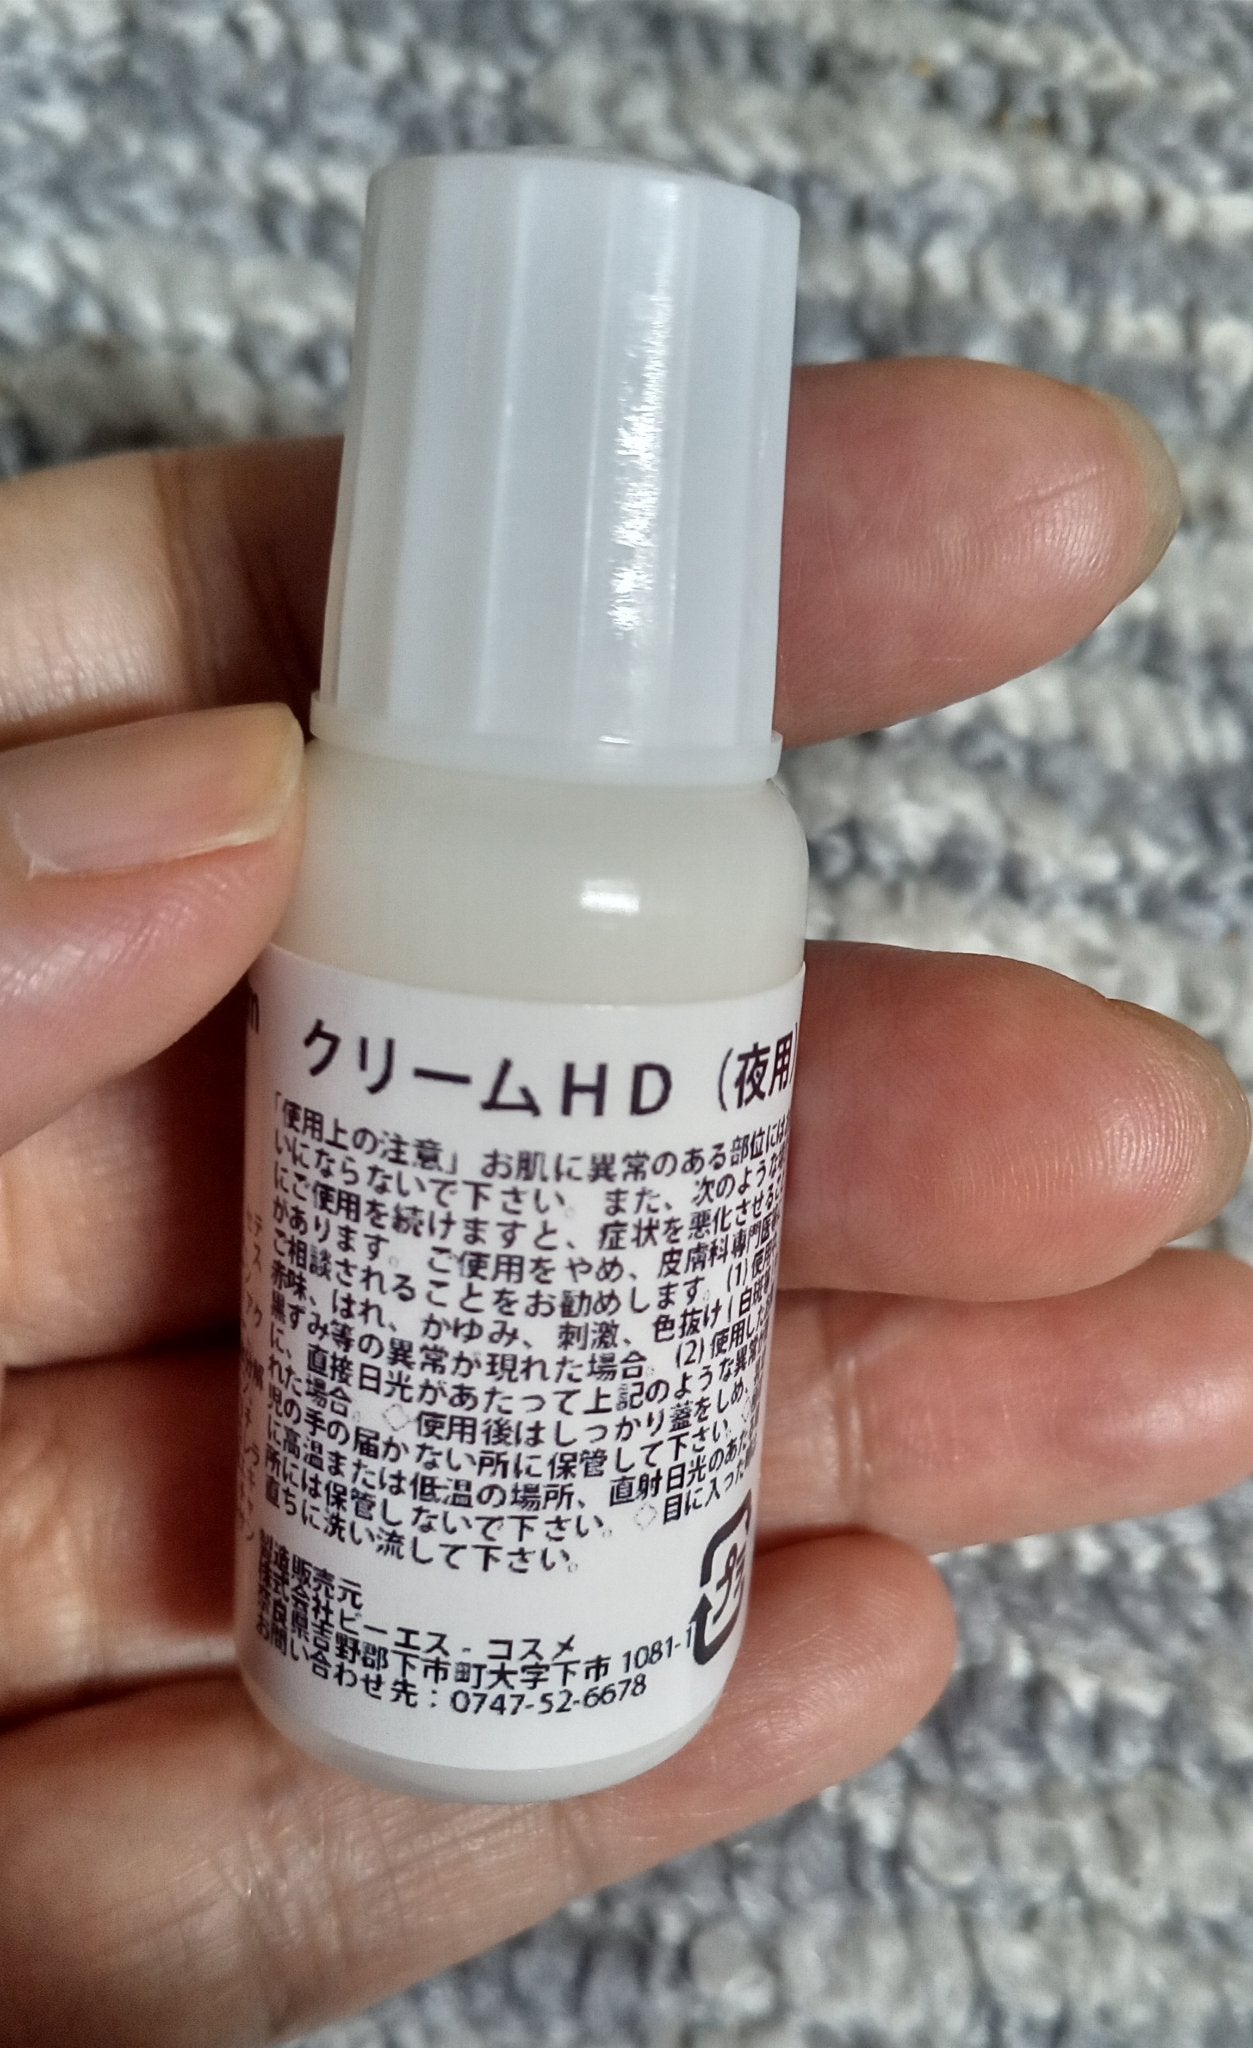 クリームHD (夜用)
「使用上の注意」お肌に異常のある部位には
いにならないで下さい。また、次のような
にご使用を続けますと、症状を悪化させるこ
があります。ご使用をやめ、皮膚科専門医
ご相談されることをお勧めします。(1) 使用
赤味、はれ、かゆみ、刺激、色抜け(白斑等
黒ずみ等の異常が現れた場合。(2) 使用した
に、直接日光があたって上記のような異常が
れた場合。◇使用後はしっかり蓋をしめ、
児の手の届かない所に保管して下さい。◇
に高温または低温の場所、直射日光のあた
所には保管しないで下さい。◇目に入った
直ちに洗い流して下さい。
製造販売元
株式会社ビーエス-コスメ
奈良県吉野郡下市町大字下市 1081-1
お問い合わせ先:0747-52-6678
プラ